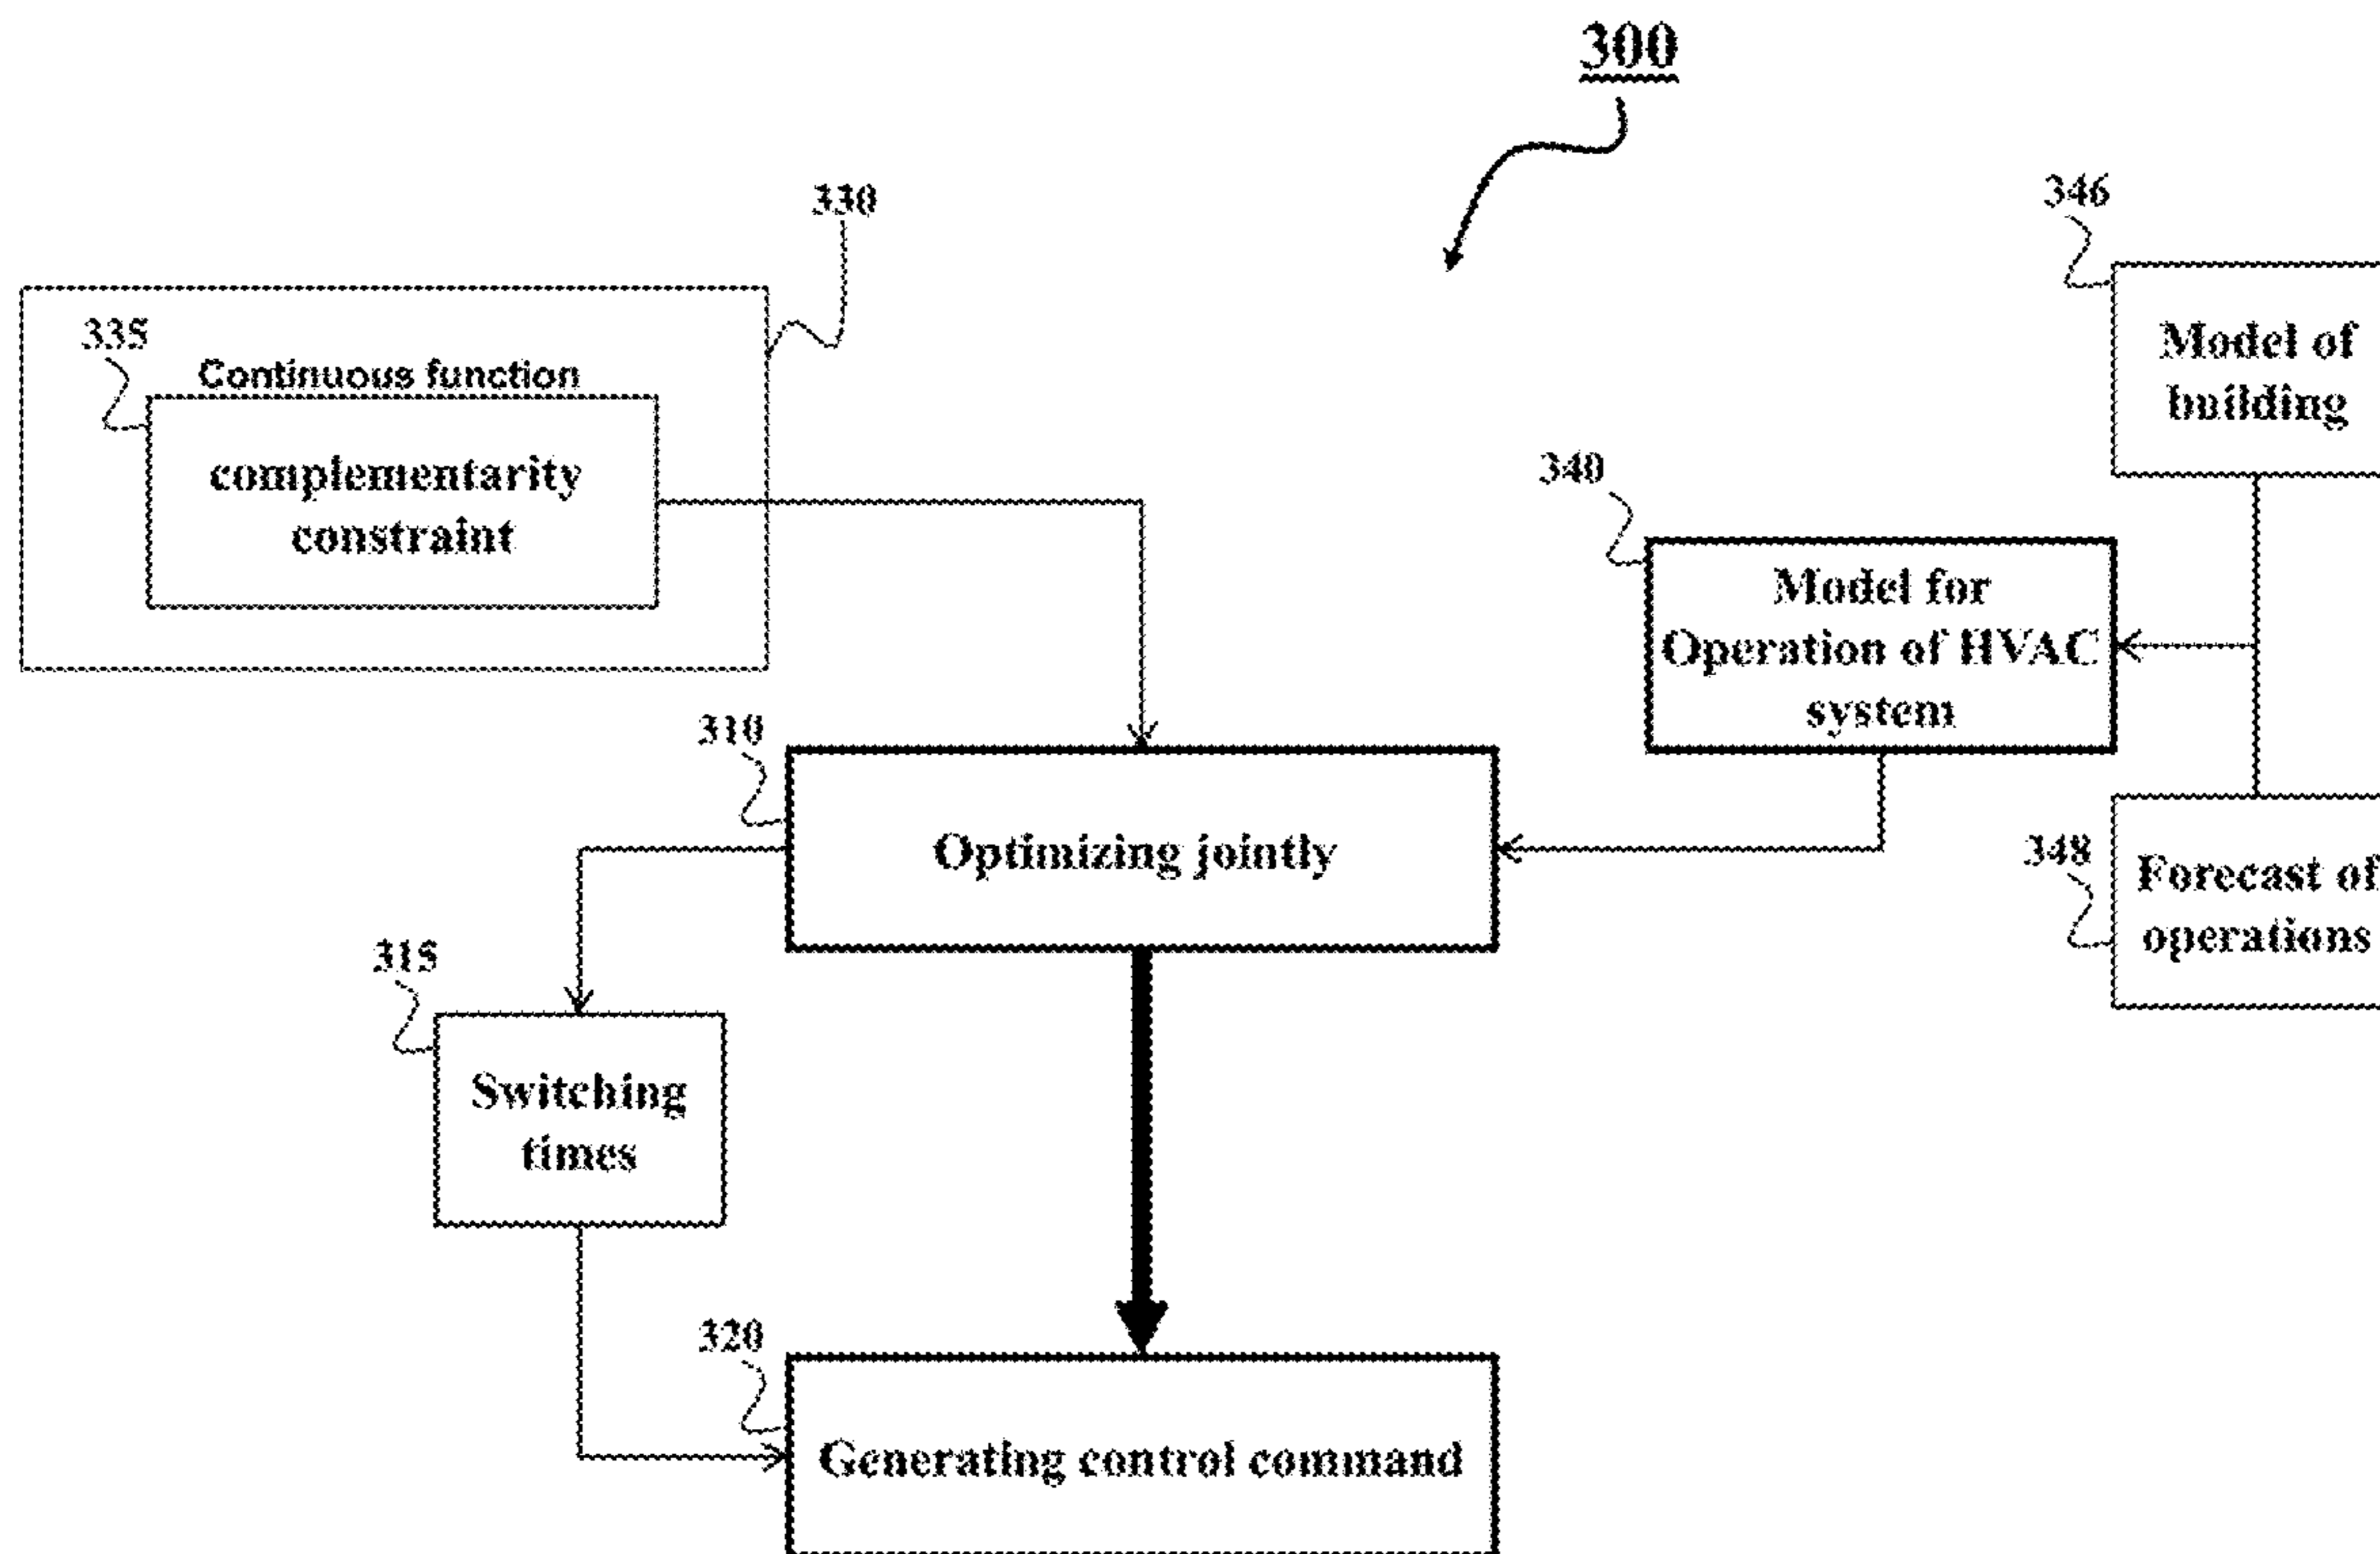 300
330
346
335
Continuous function
complementarity
constraint
Model of
building
340
Model for
Operation of HVAC
system
310
Optimizing jointly
348
Forecast of
operations
315
Switching
times
320
Generating control command